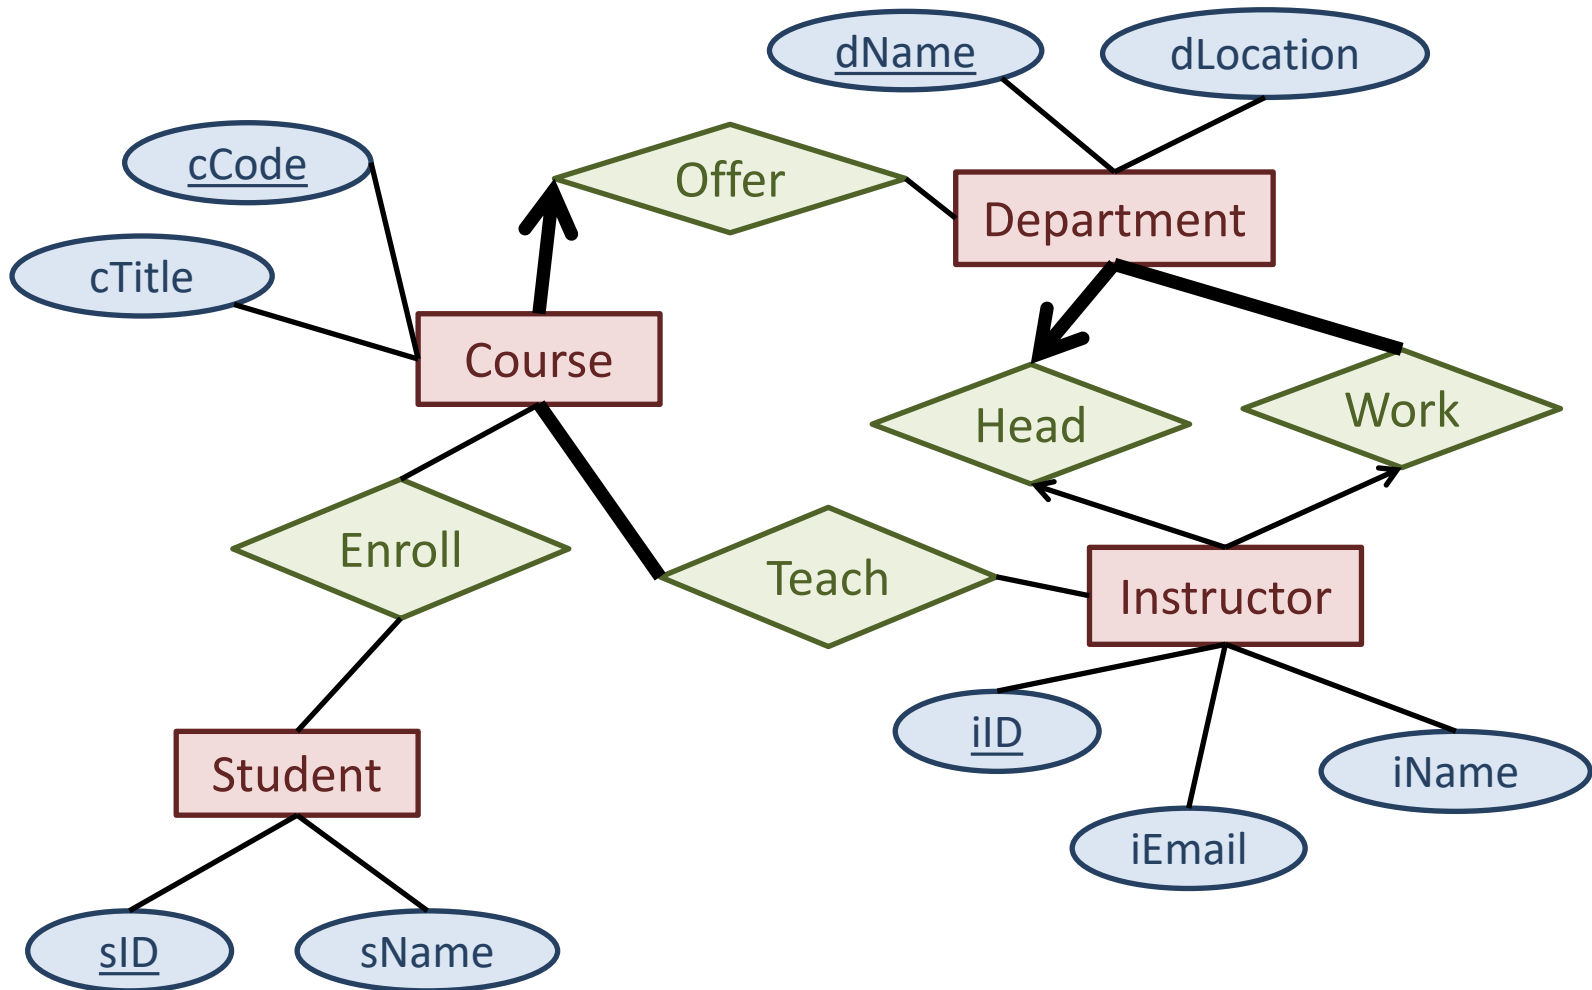 dName
dLocation
cCode
Offer
Department
cTitle
Course
Head
Work
Enroll
Teach
Instructor
iID
iName
Student
iEmail
sID
sName